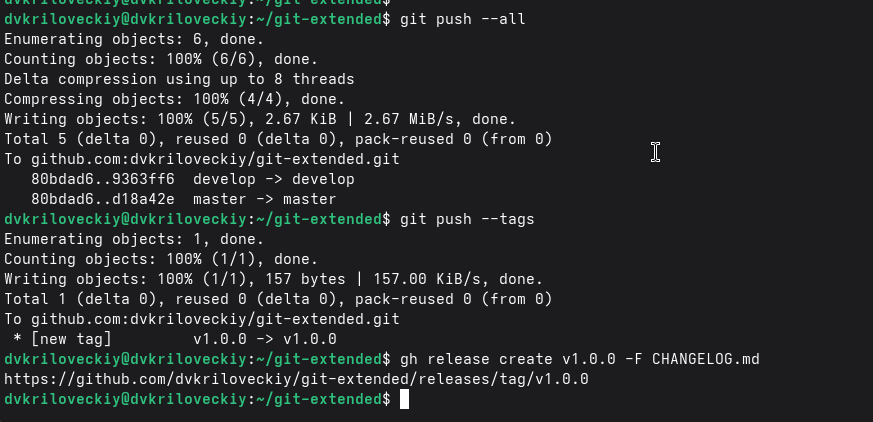 dvkriloveckiy@dvkriloveckiy:~/git-extended$
dvkriloveckiy@dvkriloveckiy:~/git-extended$ git push --all
Enumerating objects: 6, done.
Counting objects: 100% (6/6), done.
Delta compression using up to 8 threads
Compressing objects: 100% (4/4), done.
Writing objects: 100% (5/5), 2.67 KiB | 2.67 MiB/s, done.
Total 5 (delta 0), reused 0 (delta 0), pack-reused 0 (from 0)
To github.com:dvkriloveckiy/git-extended.git
   80bdad6..9363ff6  develop -> develop
   80bdad6..d18a42e  master -> master
dvkriloveckiy@dvkriloveckiy:~/git-extended$ git push --tags
Enumerating objects: 1, done.
Counting objects: 100% (1/1), done.
Writing objects: 100% (1/1), 157 bytes | 157.00 KiB/s, done.
Total 1 (delta 0), reused 0 (delta 0), pack-reused 0 (from 0)
To github.com:dvkriloveckiy/git-extended.git
 * [new tag]         v1.0.0 -> v1.0.0
dvkriloveckiy@dvkriloveckiy:~/git-extended$ gh release create v1.0.0 -F CHANGELOG.md
https://github.com/dvkriloveckiy/git-extended/releases/tag/v1.0.0
dvkriloveckiy@dvkriloveckiy:~/git-extended$